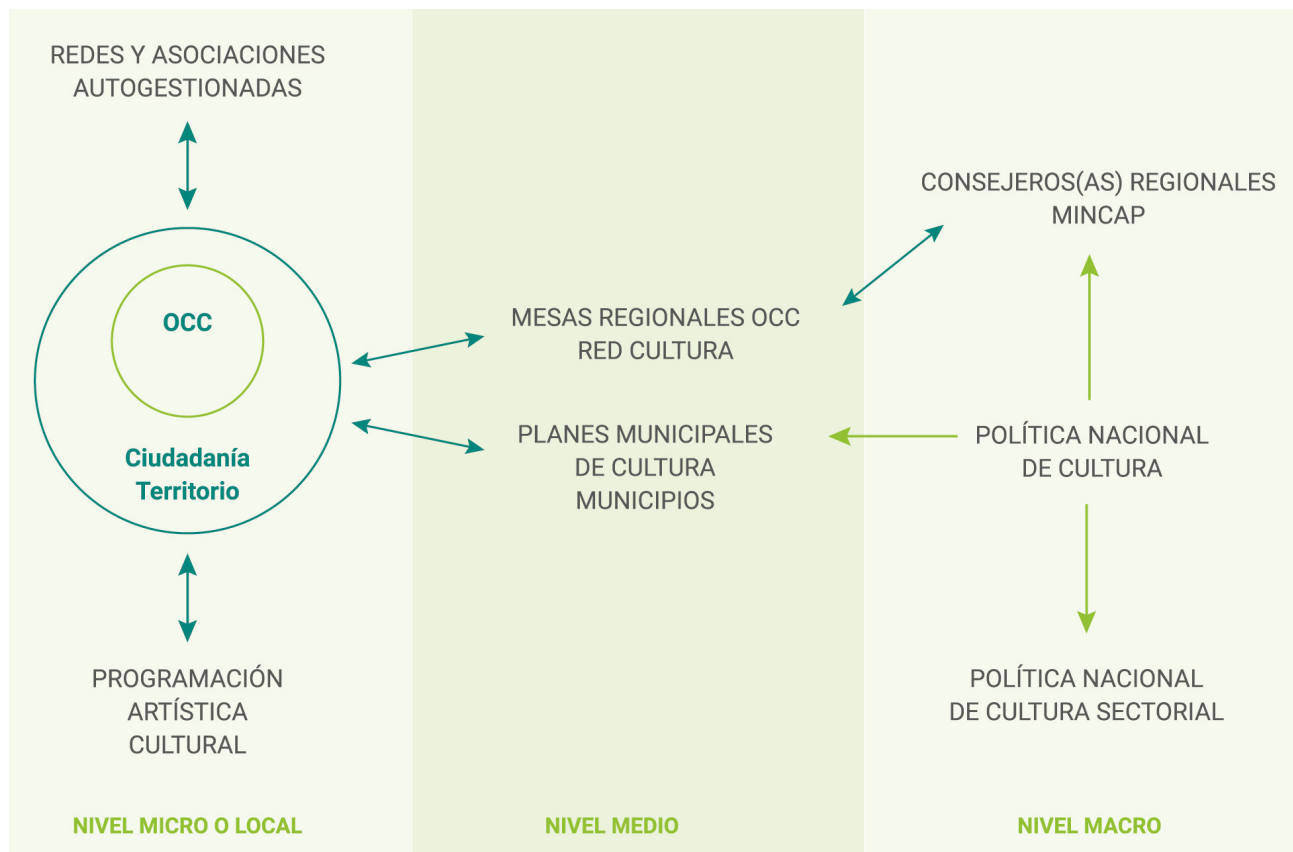 REDES Y ASOCIACIONES
AUTOGESTIONADAS
OCC
Ciudadanía
Territorio
PROGRAMACIÓN
ARTÍSTICA
CULTURAL
NIVEL MICRO O LOCAL
MESAS REGIONALES OCC
RED CULTURA
PLANES MUNICIPALES
DE CULTURA
MUNICIPIOS
NIVEL MEDIO
CONSEJEROS(AS) REGIONALES
MINCAP
POLÍTICA NACIONAL
DE CULTURA
POLÍTICA NACIONAL
DE CULTURA SECTORIAL
NIVEL MACRO